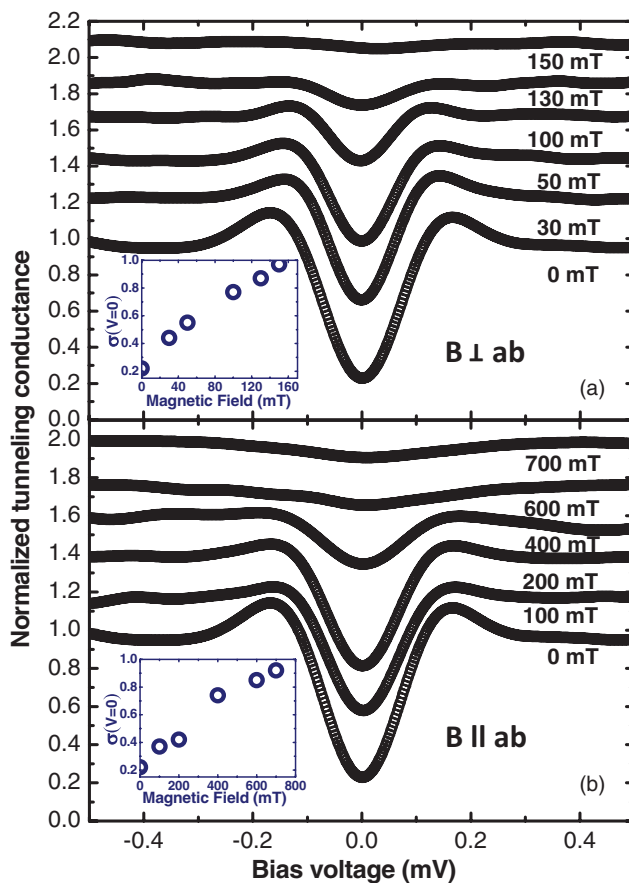 Normalized tunneling conductance
2.2
2.0
1.8
1.6
1.4
1.2
1.0
0.8
0.6
0.4
0.2
0.0
150 mT
130 mT
100 mT
50 mT
30 mT
0 mT
B ⊥ ab
(a)
σ(V=0)
1.0
0.8
0.6
0.4
0.2
0 40 80 120 160
Magnetic Field (mT)
2.0
1.8
1.6
1.4
1.2
1.0
0.8
0.6
0.4
0.2
0.0
700 mT
600 mT
400 mT
200 mT
100 mT
0 mT
B || ab
(b)
σ(V=0)
1.0
0.8
0.6
0.4
0.2
0 200 400 600 800
Magnetic Field (mT)
-0.4 -0.2 0.0 0.2 0.4
Bias voltage (mV)